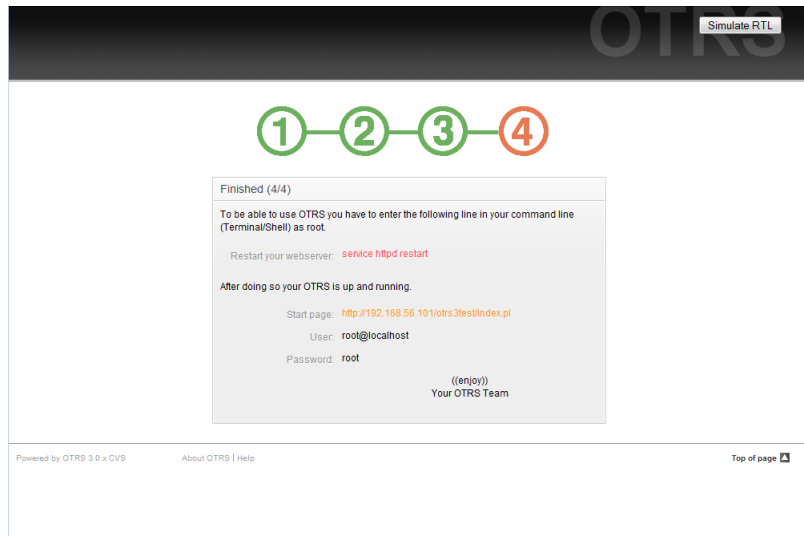 OTRS
Simulate RTL
1 2 3 4
Finished (4/4)
To be able to use OTRS you have to enter the following line in your command line
(Terminal/Shell) as root.
Restart your webserver: service httpd restart
After doing so your OTRS is up and running.
Start page: http://192.168.56.101/otrs3test/index.pl
User: root@localhost
Password: root
((enjoy))
Your OTRS Team
Powered by OTRS 3.0.x CVS About OTRS | Help Top of page